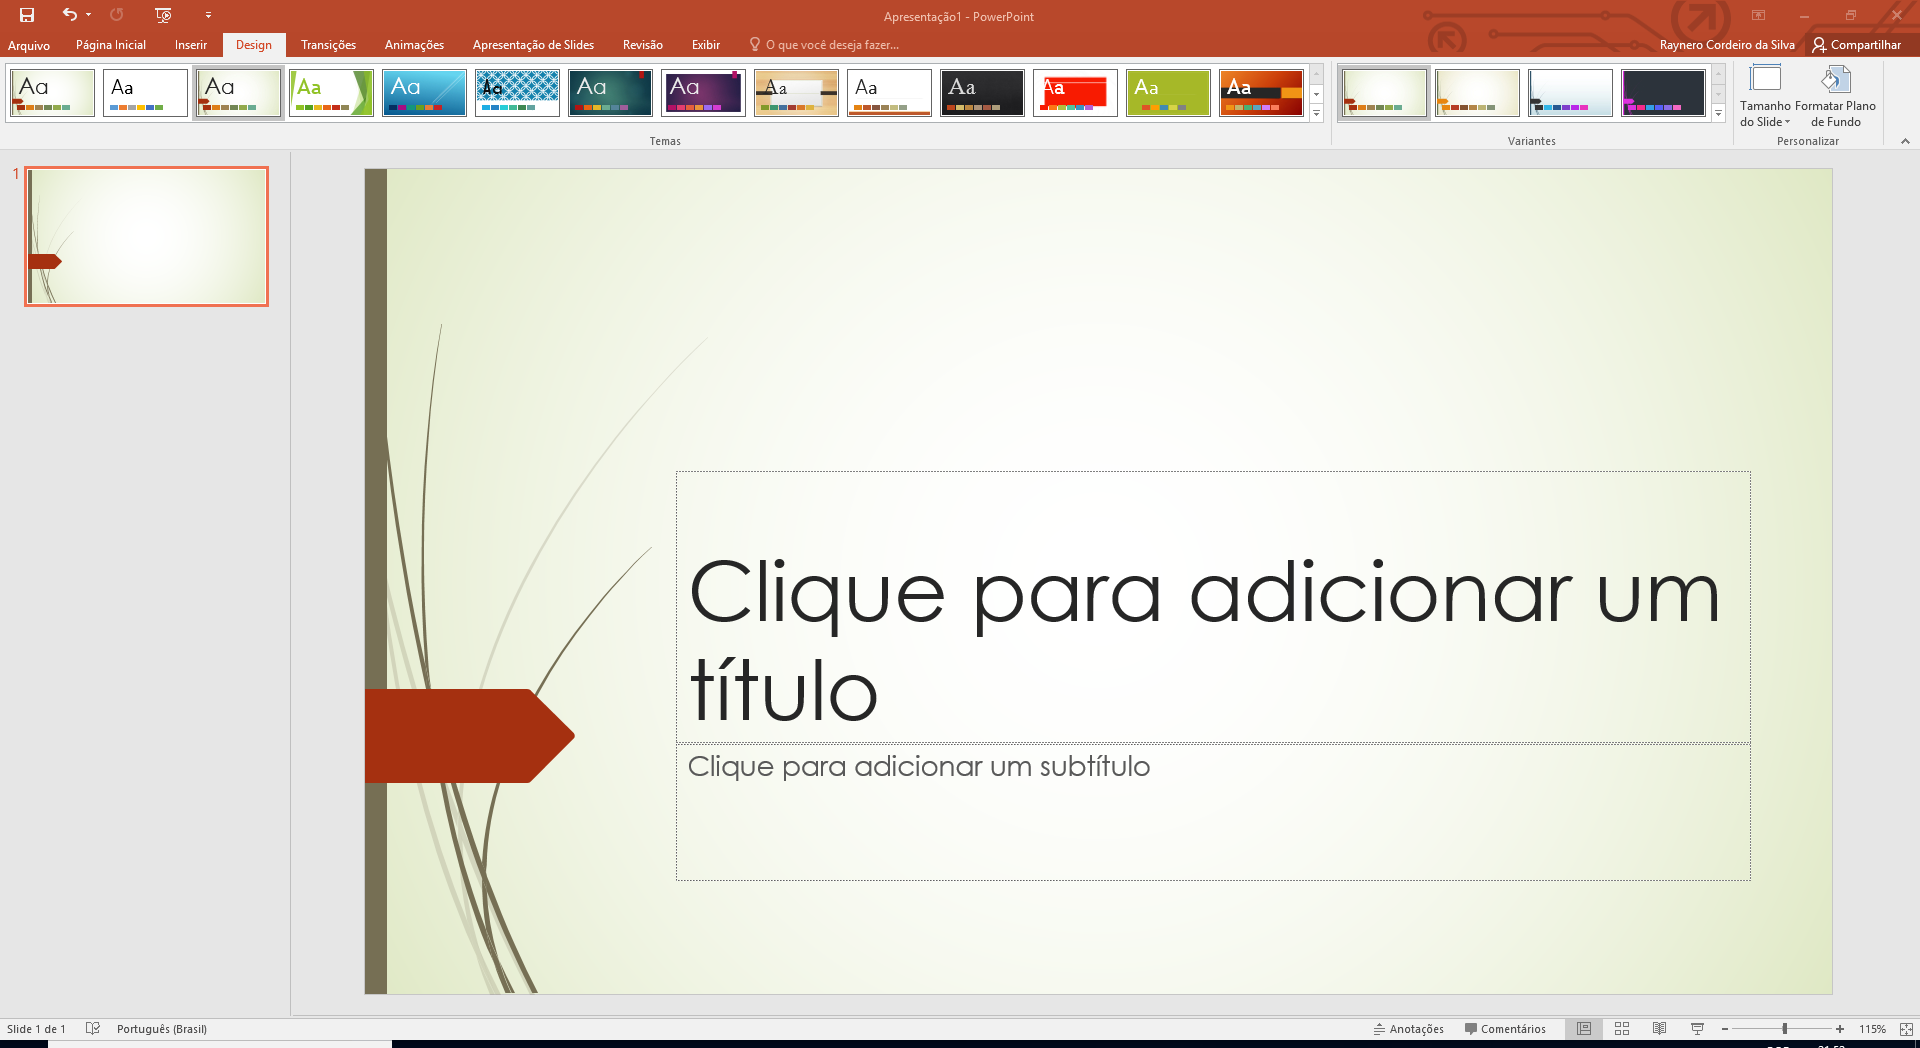 Apresentação1 - PowerPoint
Arquivo Página Inicial Inserir Design Transições Animações Apresentação de Slides Revisão Exibir O que você deseja fazer... Raynero Cordeiro da Silva Compartilhar
Aa Aa Aa Aa Aa Aa Aa Aa Aa Aa Aa Aa Aa Aa
Tamanho do Slide
Formatar Plano de Fundo
Temas Variantes Personalizar
1
Clique para adicionar um
título
Clique para adicionar um subtítulo
Slide 1 de 1 Português (Brasil) Anotações Comentários 115%